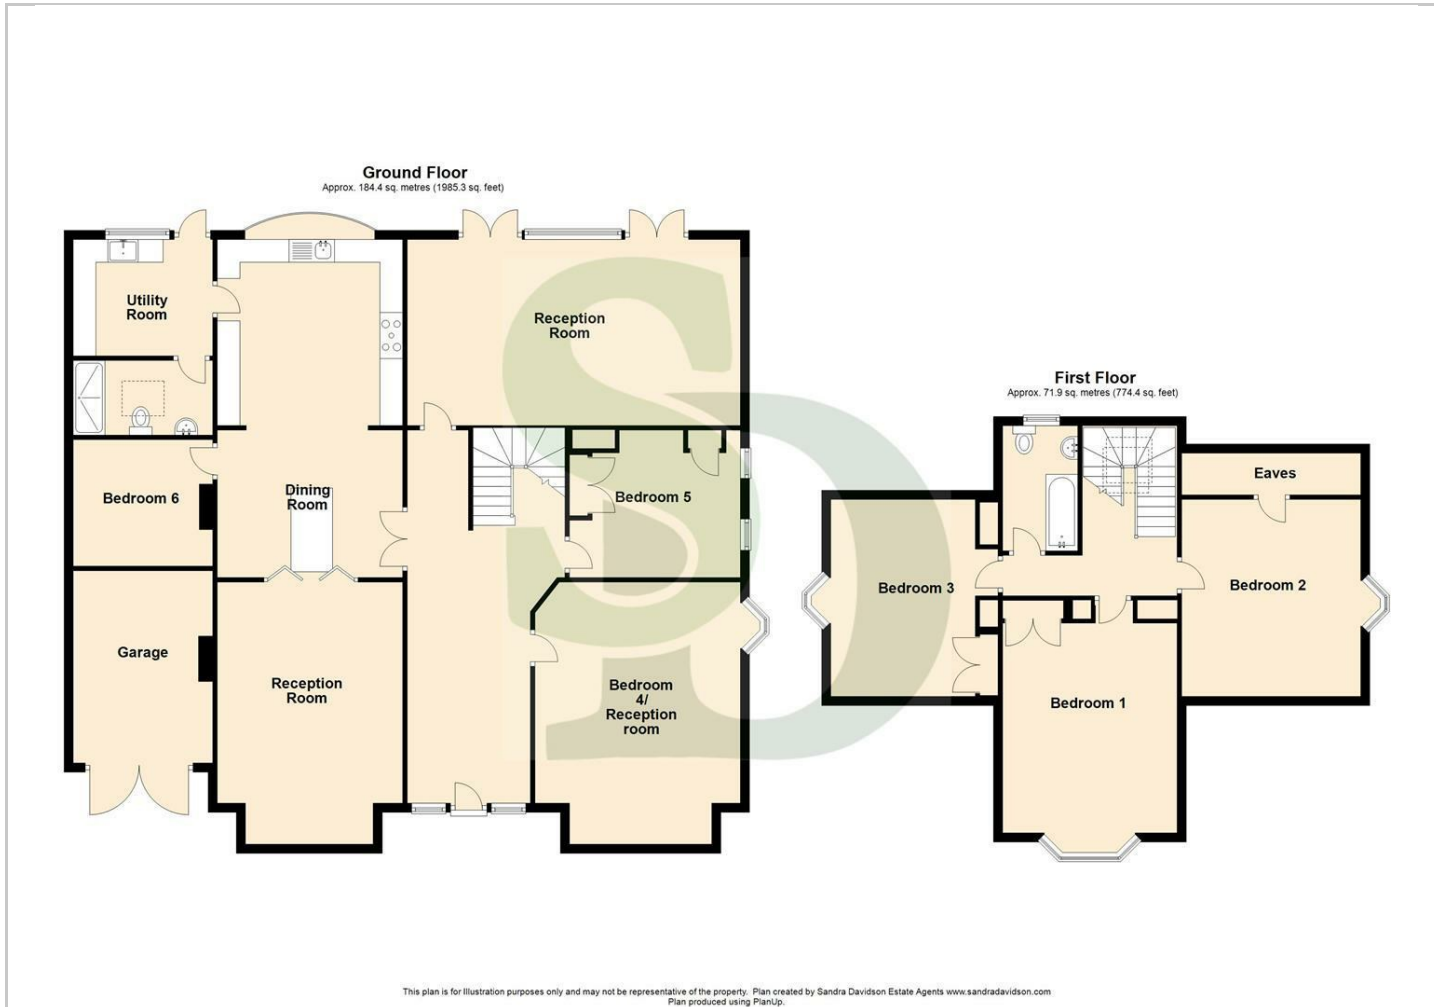 Ground Floor
Approx. 184.4 sq. metres (1985.3 sq. feet)
Utility
Room
Reception
Room
Bedroom 6
Dining
Room
Bedroom 5
Garage
Reception
Room
Bedroom
4/
Reception
room
First Floor
Approx. 71.9 sq. metres (774.4 sq. feet)
Eaves
Bedroom 3
Bedroom 2
Bedroom 1
SD
This plan is for Illustration purposes only and may not be representative of the property. Plan created by Sandra Davidson Estate Agents www.sandradavidson.com
Plan produced using PlanUp.